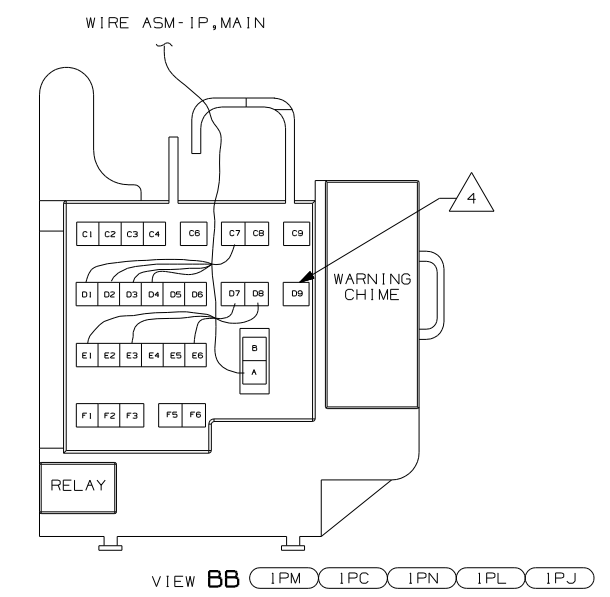 WIRE ASM-IP,MAIN
4
C1 C2 C3 C4 C6 C7 C8 C9
WARNING
CHIME
D1 D2 D3 D4 D5 D6 D7 D8 D9
B
E1 E2 E3 E4 E5 E6
A
F1 F2 F3 F5 F6
RELAY
VIEW BB IPM IPC IPN IPL IPJ